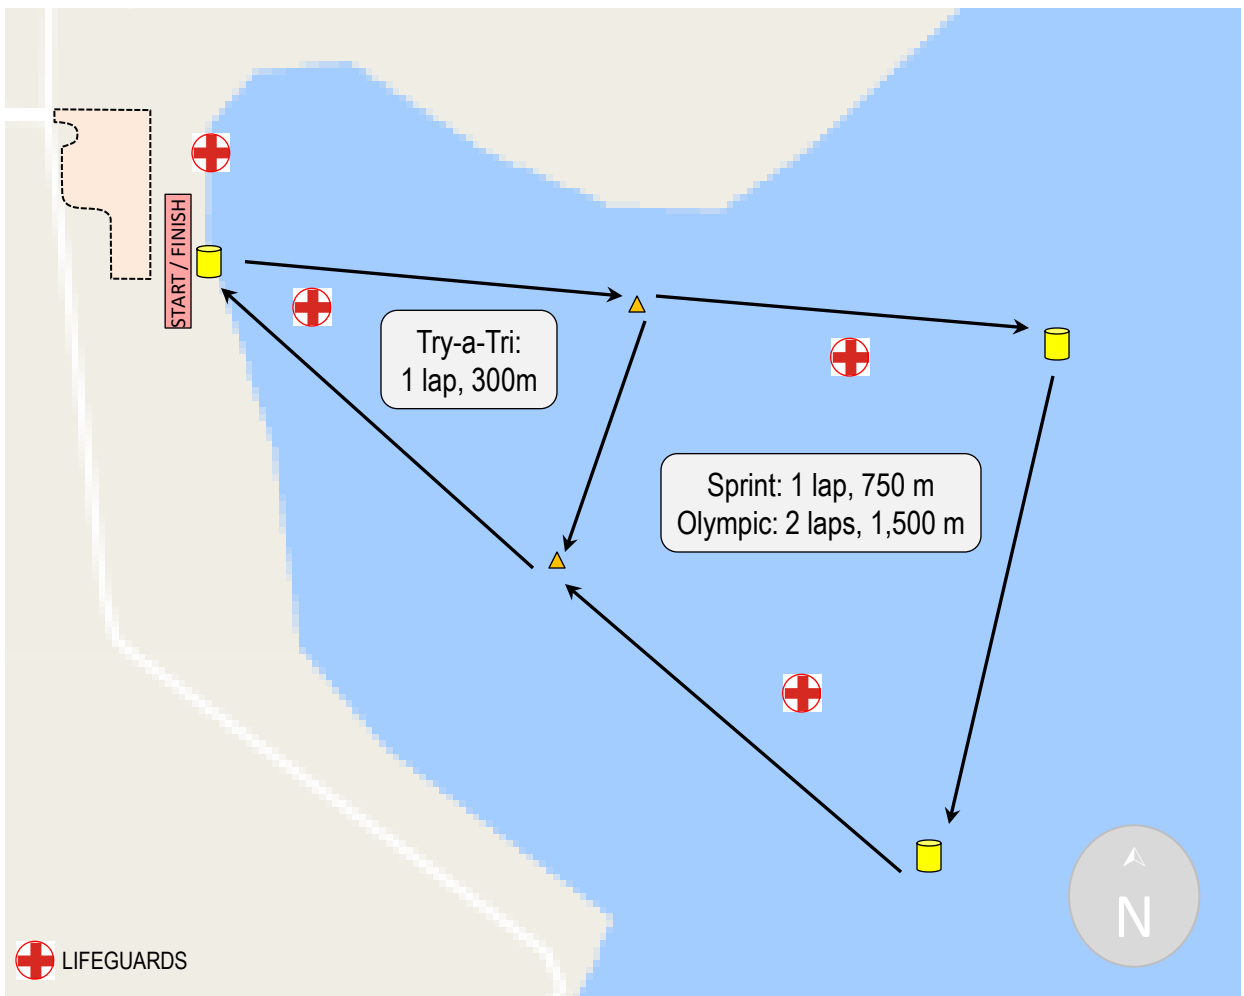 START / FINISH
Try-a-Tri:
1 lap, 300m
Sprint: 1 lap, 750 m
Olympic: 2 laps, 1,500 m
N
LIFEGUARDS